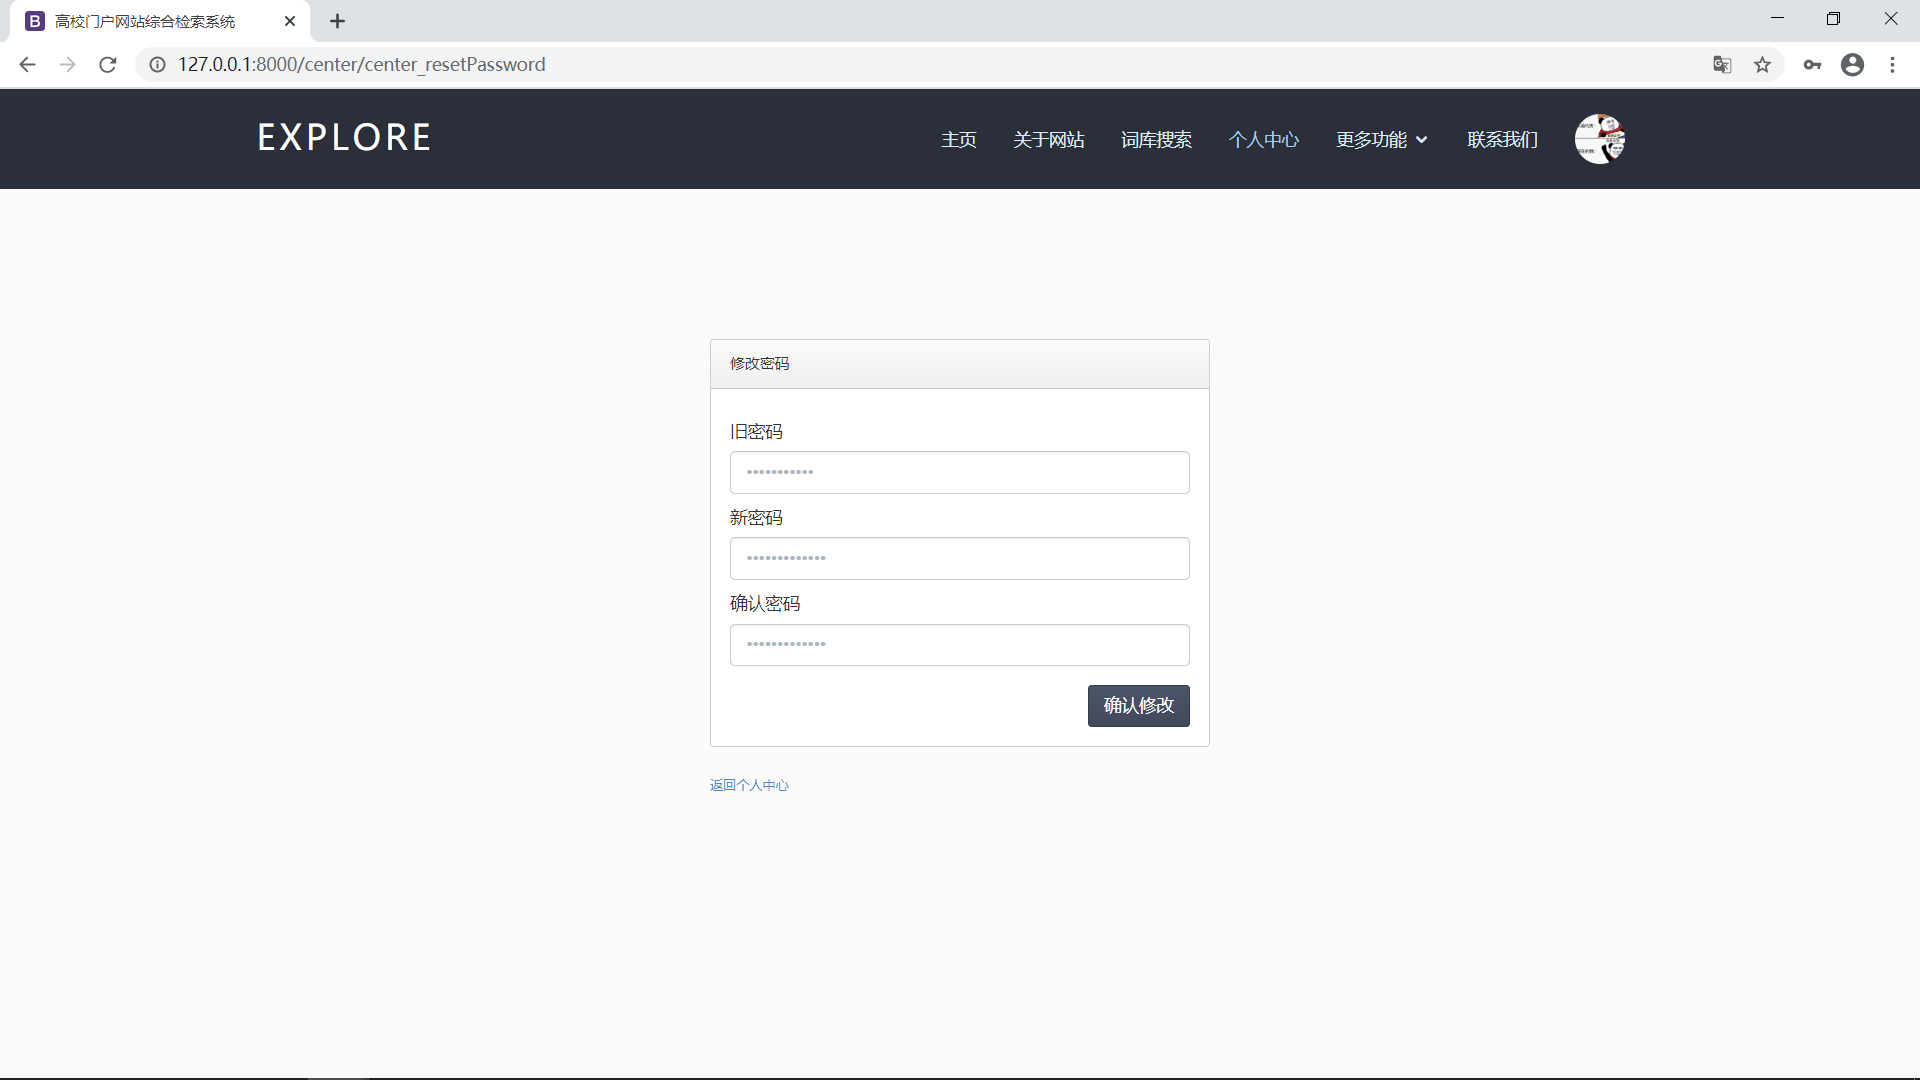 高校门户网站综合检索系统
127.0.0.1:8000/center/center_resetPassword
EXPLORE
主页
关于网站
词库搜索
个人中心
更多功能
联系我们
修改密码
旧密码
•••••••••••
新密码
•••••••••••••
确认密码
•••••••••••••
确认修改
返回个人中心